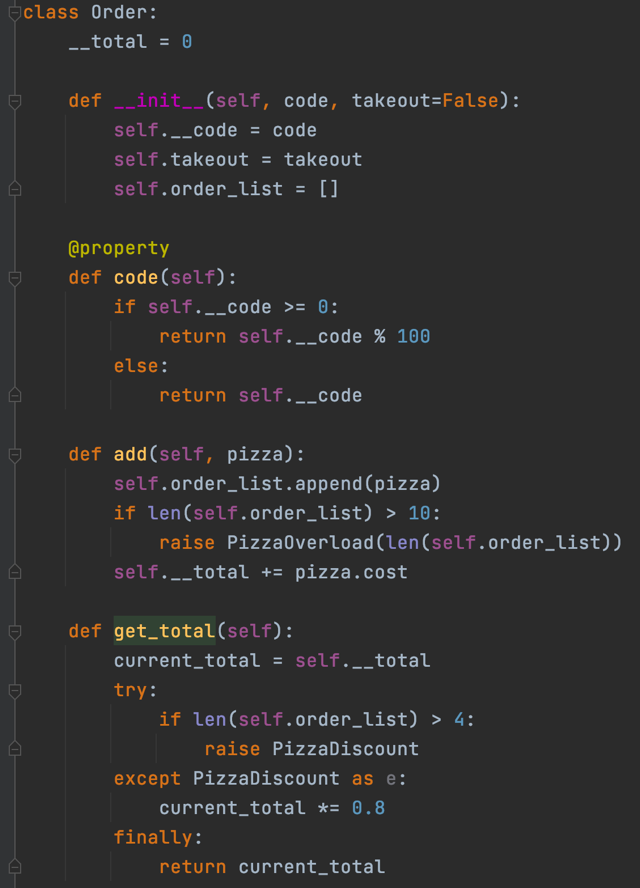 class Order:
    __total = 0

    def __init__(self, code, takeout=False):
        self.__code = code
        self.takeout = takeout
        self.order_list = []

    @property
    def code(self):
        if self.__code >= 0:
            return self.__code % 100
        else:
            return self.__code

    def add(self, pizza):
        self.order_list.append(pizza)
        if len(self.order_list) > 10:
            raise PizzaOverload(len(self.order_list))
        self.__total += pizza.cost

    def get_total(self):
        current_total = self.__total
        try:
            if len(self.order_list) > 4:
                raise PizzaDiscount
        except PizzaDiscount as e:
            current_total *= 0.8
        finally:
            return current_total